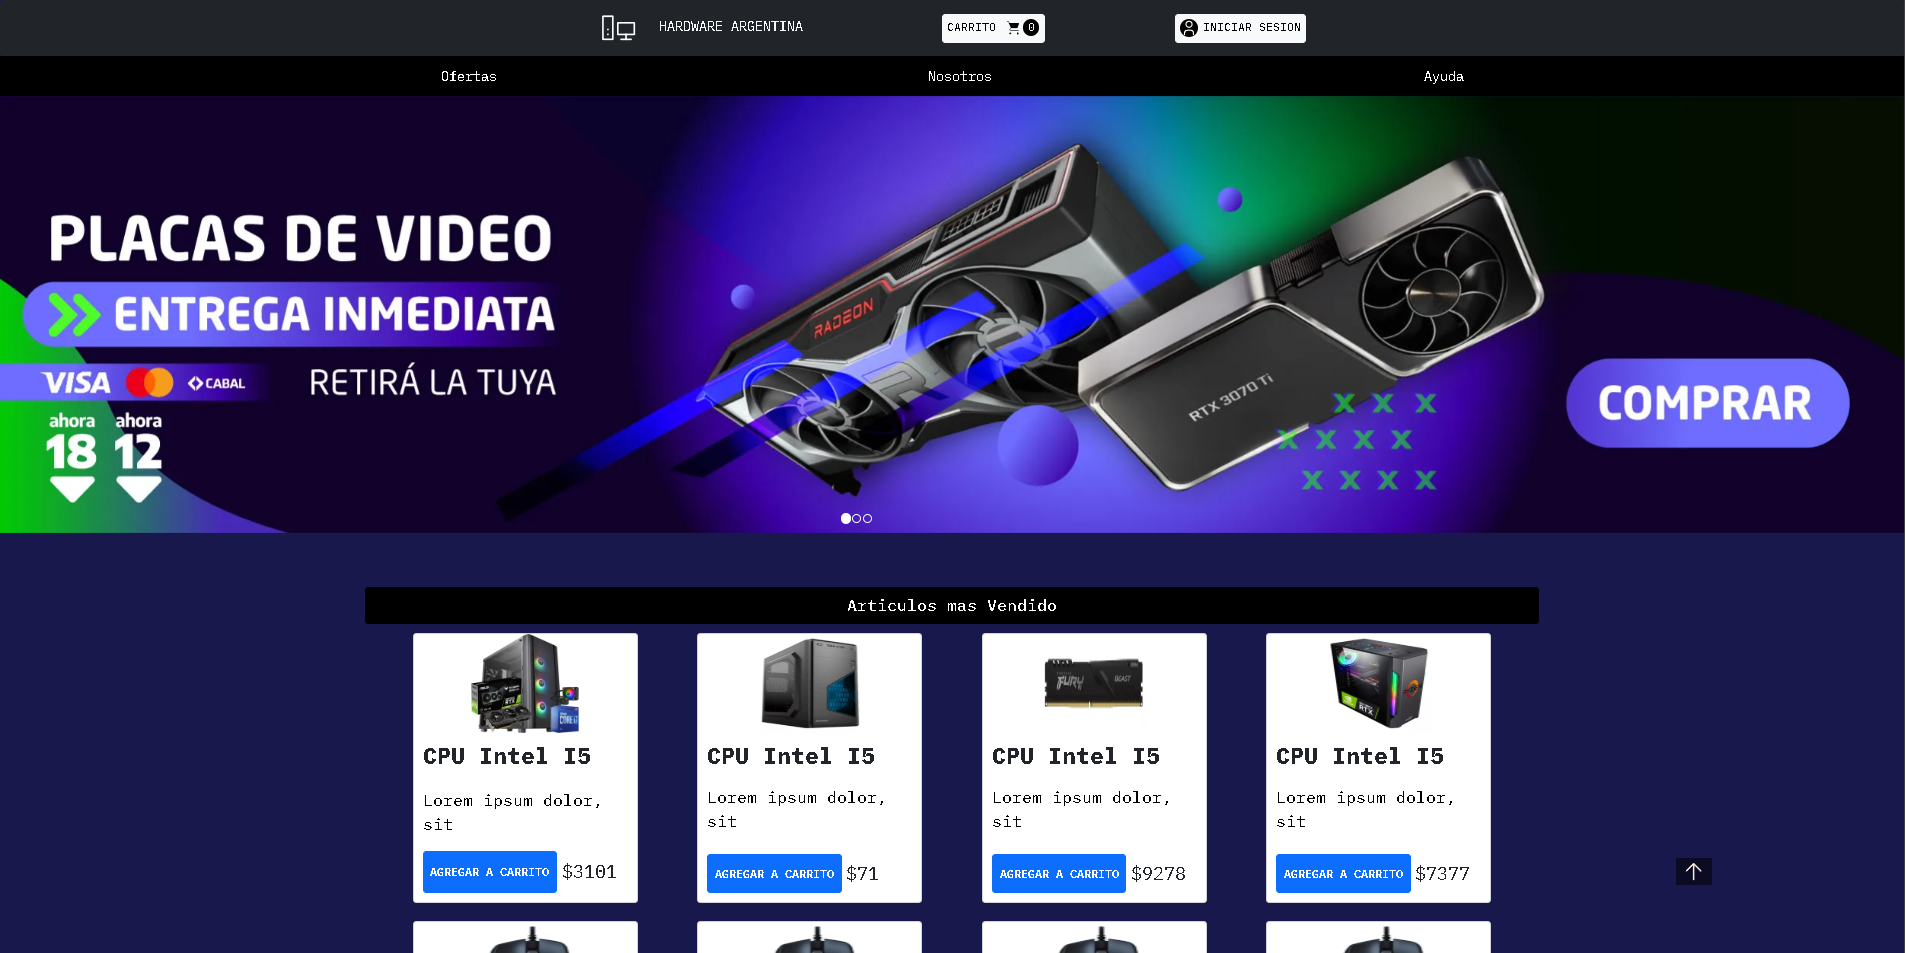 HARDWARE ARGENTINA
CARRITO 0
INICIAR SESION
Ofertas
Nosotros
Ayuda
PLACAS DE VIDEO
ENTREGA INMEDIATA
VISA
CABAL
RETIRÁ LA TUYA
ahora ahora
18 12
RADEON
RTX 3070 Ti
COMPRAR
Articulos mas Vendido
FURY
BEAST
CPU Intel I5
Lorem ipsum dolor,
sit
AGREGAR A CARRITO $3101
CPU Intel I5
Lorem ipsum dolor,
sit
AGREGAR A CARRITO $71
CPU Intel I5
Lorem ipsum dolor,
sit
AGREGAR A CARRITO $9278
CPU Intel I5
Lorem ipsum dolor,
sit
AGREGAR A CARRITO $7377